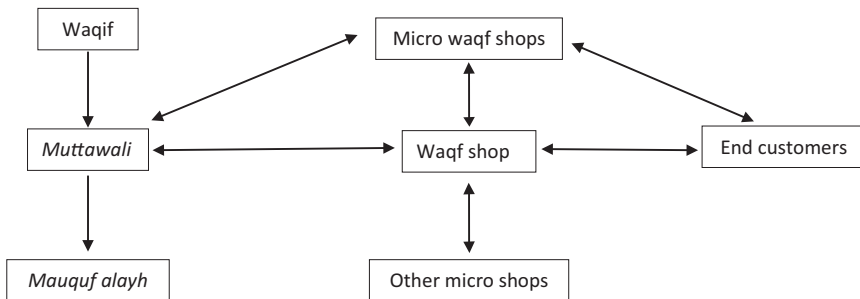 Waqif
Micro waqf shops
Muttawali
Waqf shop
End customers
Mauquf alayh
Other micro shops